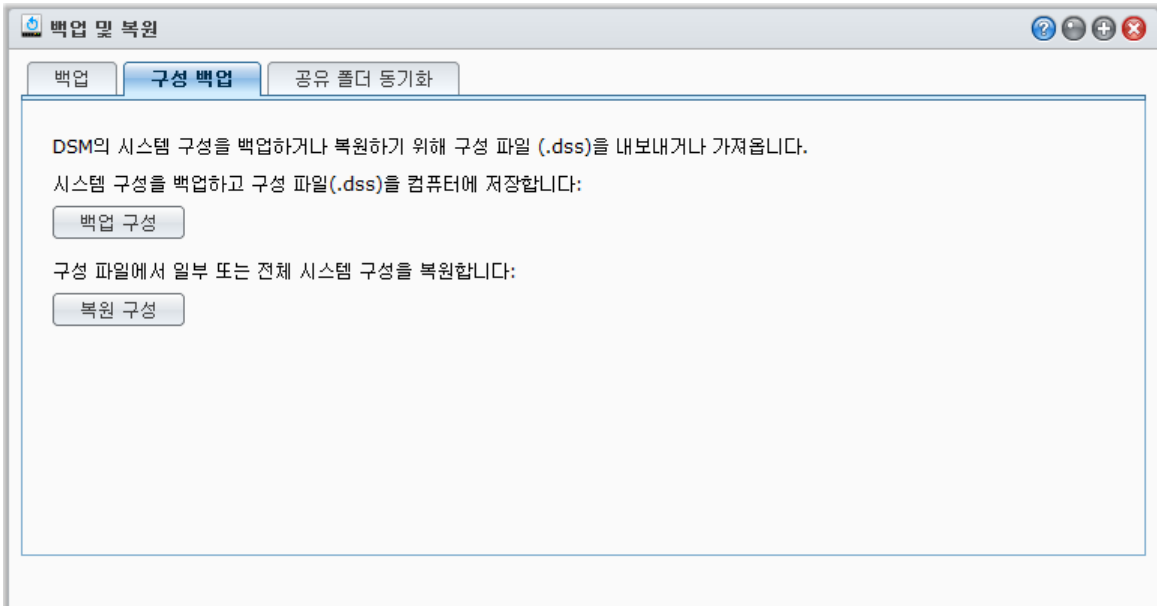 백업 및 복원
백업 구성 백업 공유 폴더 동기화
DSM의 시스템 구성을 백업하거나 복원하기 위해 구성 파일 (.dss)을 내보내거나 가져옵니다.
시스템 구성을 백업하고 구성 파일(.dss)을 컴퓨터에 저장합니다:
백업 구성
구성 파일에서 일부 또는 전체 시스템 구성을 복원합니다:
복원 구성